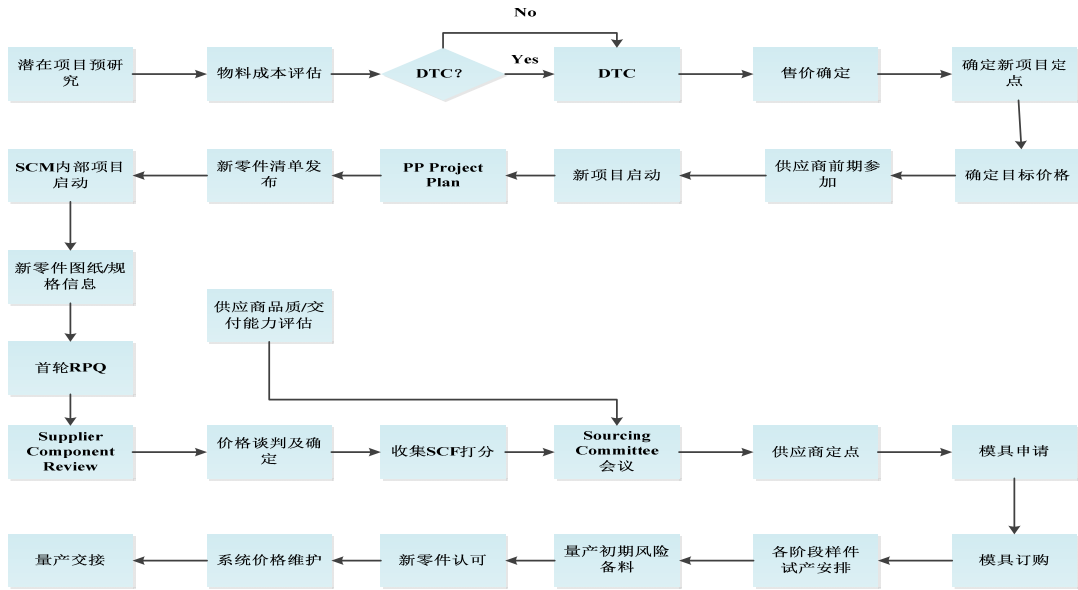 No
潜在项目预研
究
物料成本评估
DTC?
Yes
DTC
售价确定
确定新项目定
点
SCM内部项目
启动
新零件清单发
布
PP Project
Plan
新项目启动
供应商前期参
加
确定目标价格
新零件图纸/规
格信息
供应商品质/交
付能力评估
首轮RPQ
Supplier
Component
Review
价格谈判及确
定
收集SCF打分
Sourcing
Committee
会议
供应商定点
模具申请
量产交接
系统价格维护
新零件认可
量产初期风险
备料
各阶段样件
试产安排
模具订购